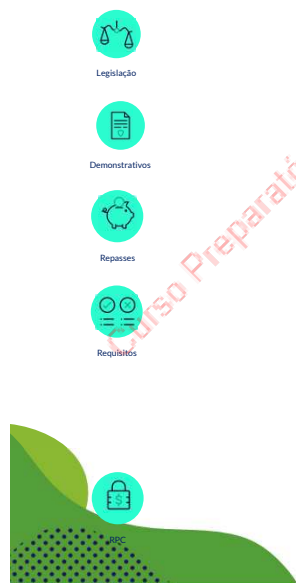 Legislação
Demonstrativos
Repasses
Curso Preparató
Requisitos
RPC